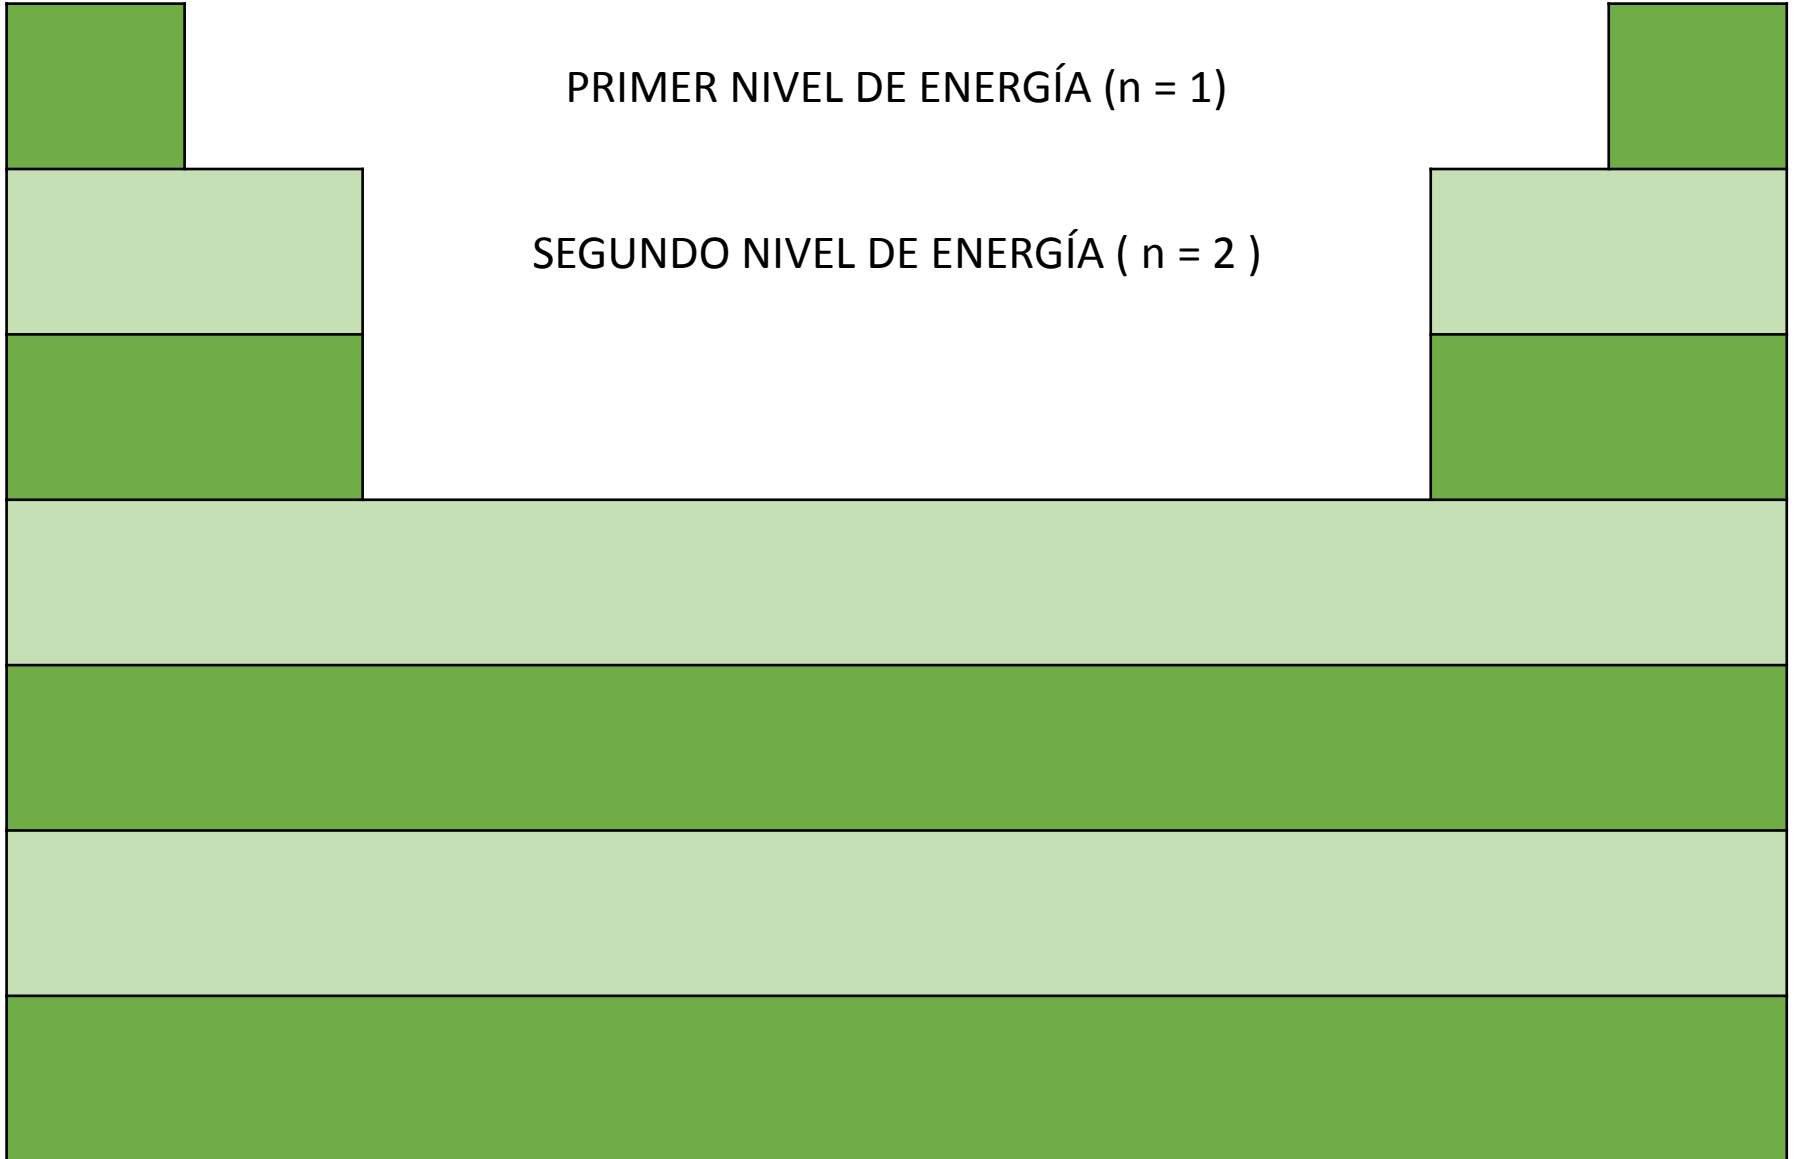 PRIMER NIVEL DE ENERGÍA (n = 1)
SEGUNDO NIVEL DE ENERGÍA ( n = 2 )